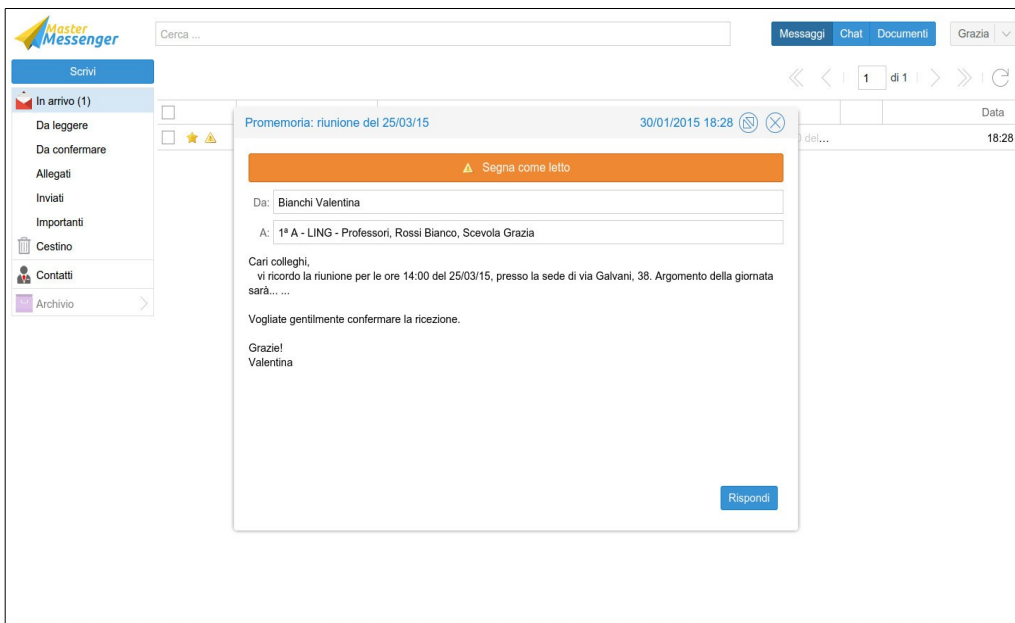 Master
Messenger
Cerca ...
Messaggi Chat Documenti
Grazia
Scrivi
1 di 1
In arrivo (1)
Da leggere
Da confermare
Allegati
Inviati
Importanti
Cestino
Contatti
Archivio
Data
del... 18:28
Promemoria: riunione del 25/03/15 30/01/2015 18:28
Segna come letto
Da: Bianchi Valentina
A: 1ª A - LING - Professori, Rossi Bianco, Scevola Grazia
Cari colleghi,
vi ricordo la riunione per le ore 14:00 del 25/03/15, presso la sede di via Galvani, 38. Argomento della giornata
sarà... ...
Vogliate gentilmente confermare la ricezione.
Grazie!
Valentina
Rispondi